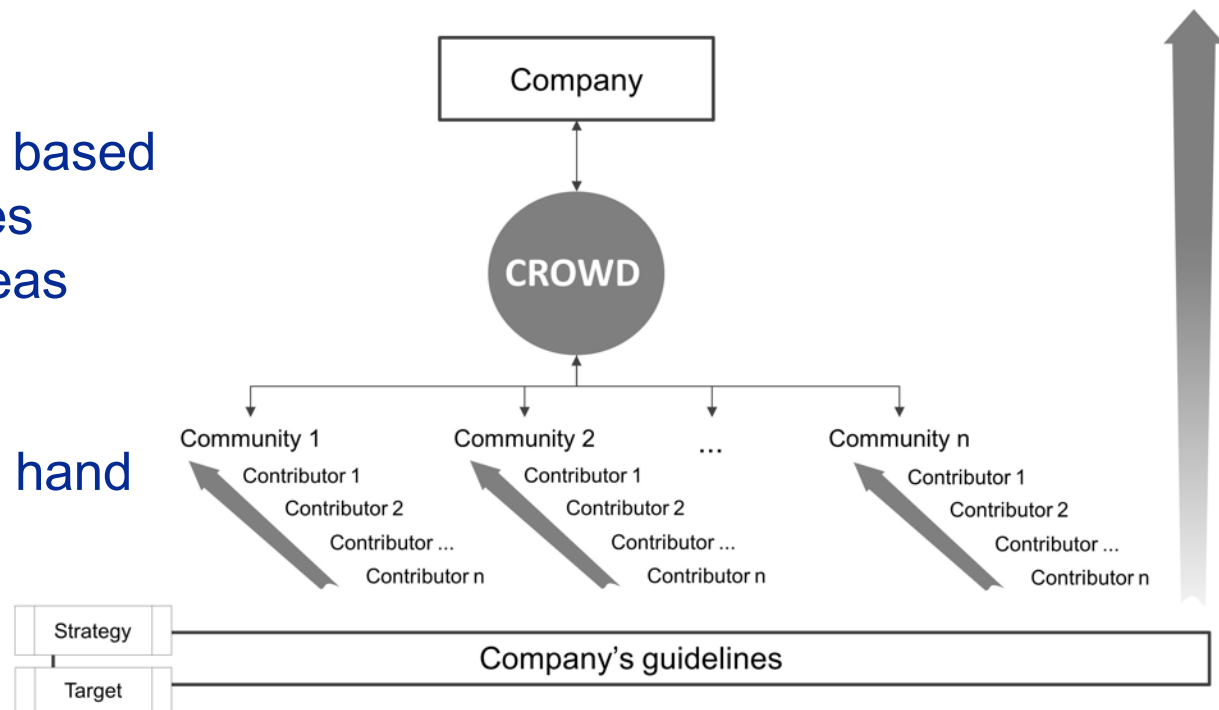 Company
based
es
eas
CROWD
hand
Community 1
Contributor 1
Contributor 2
Contributor ...
Contributor n
Community 2
Contributor 1
Contributor 2
Contributor ...
Contributor n
...
Community n
Contributor 1
Contributor 2
Contributor ...
Contributor n
Strategy
Target
Company's guidelines